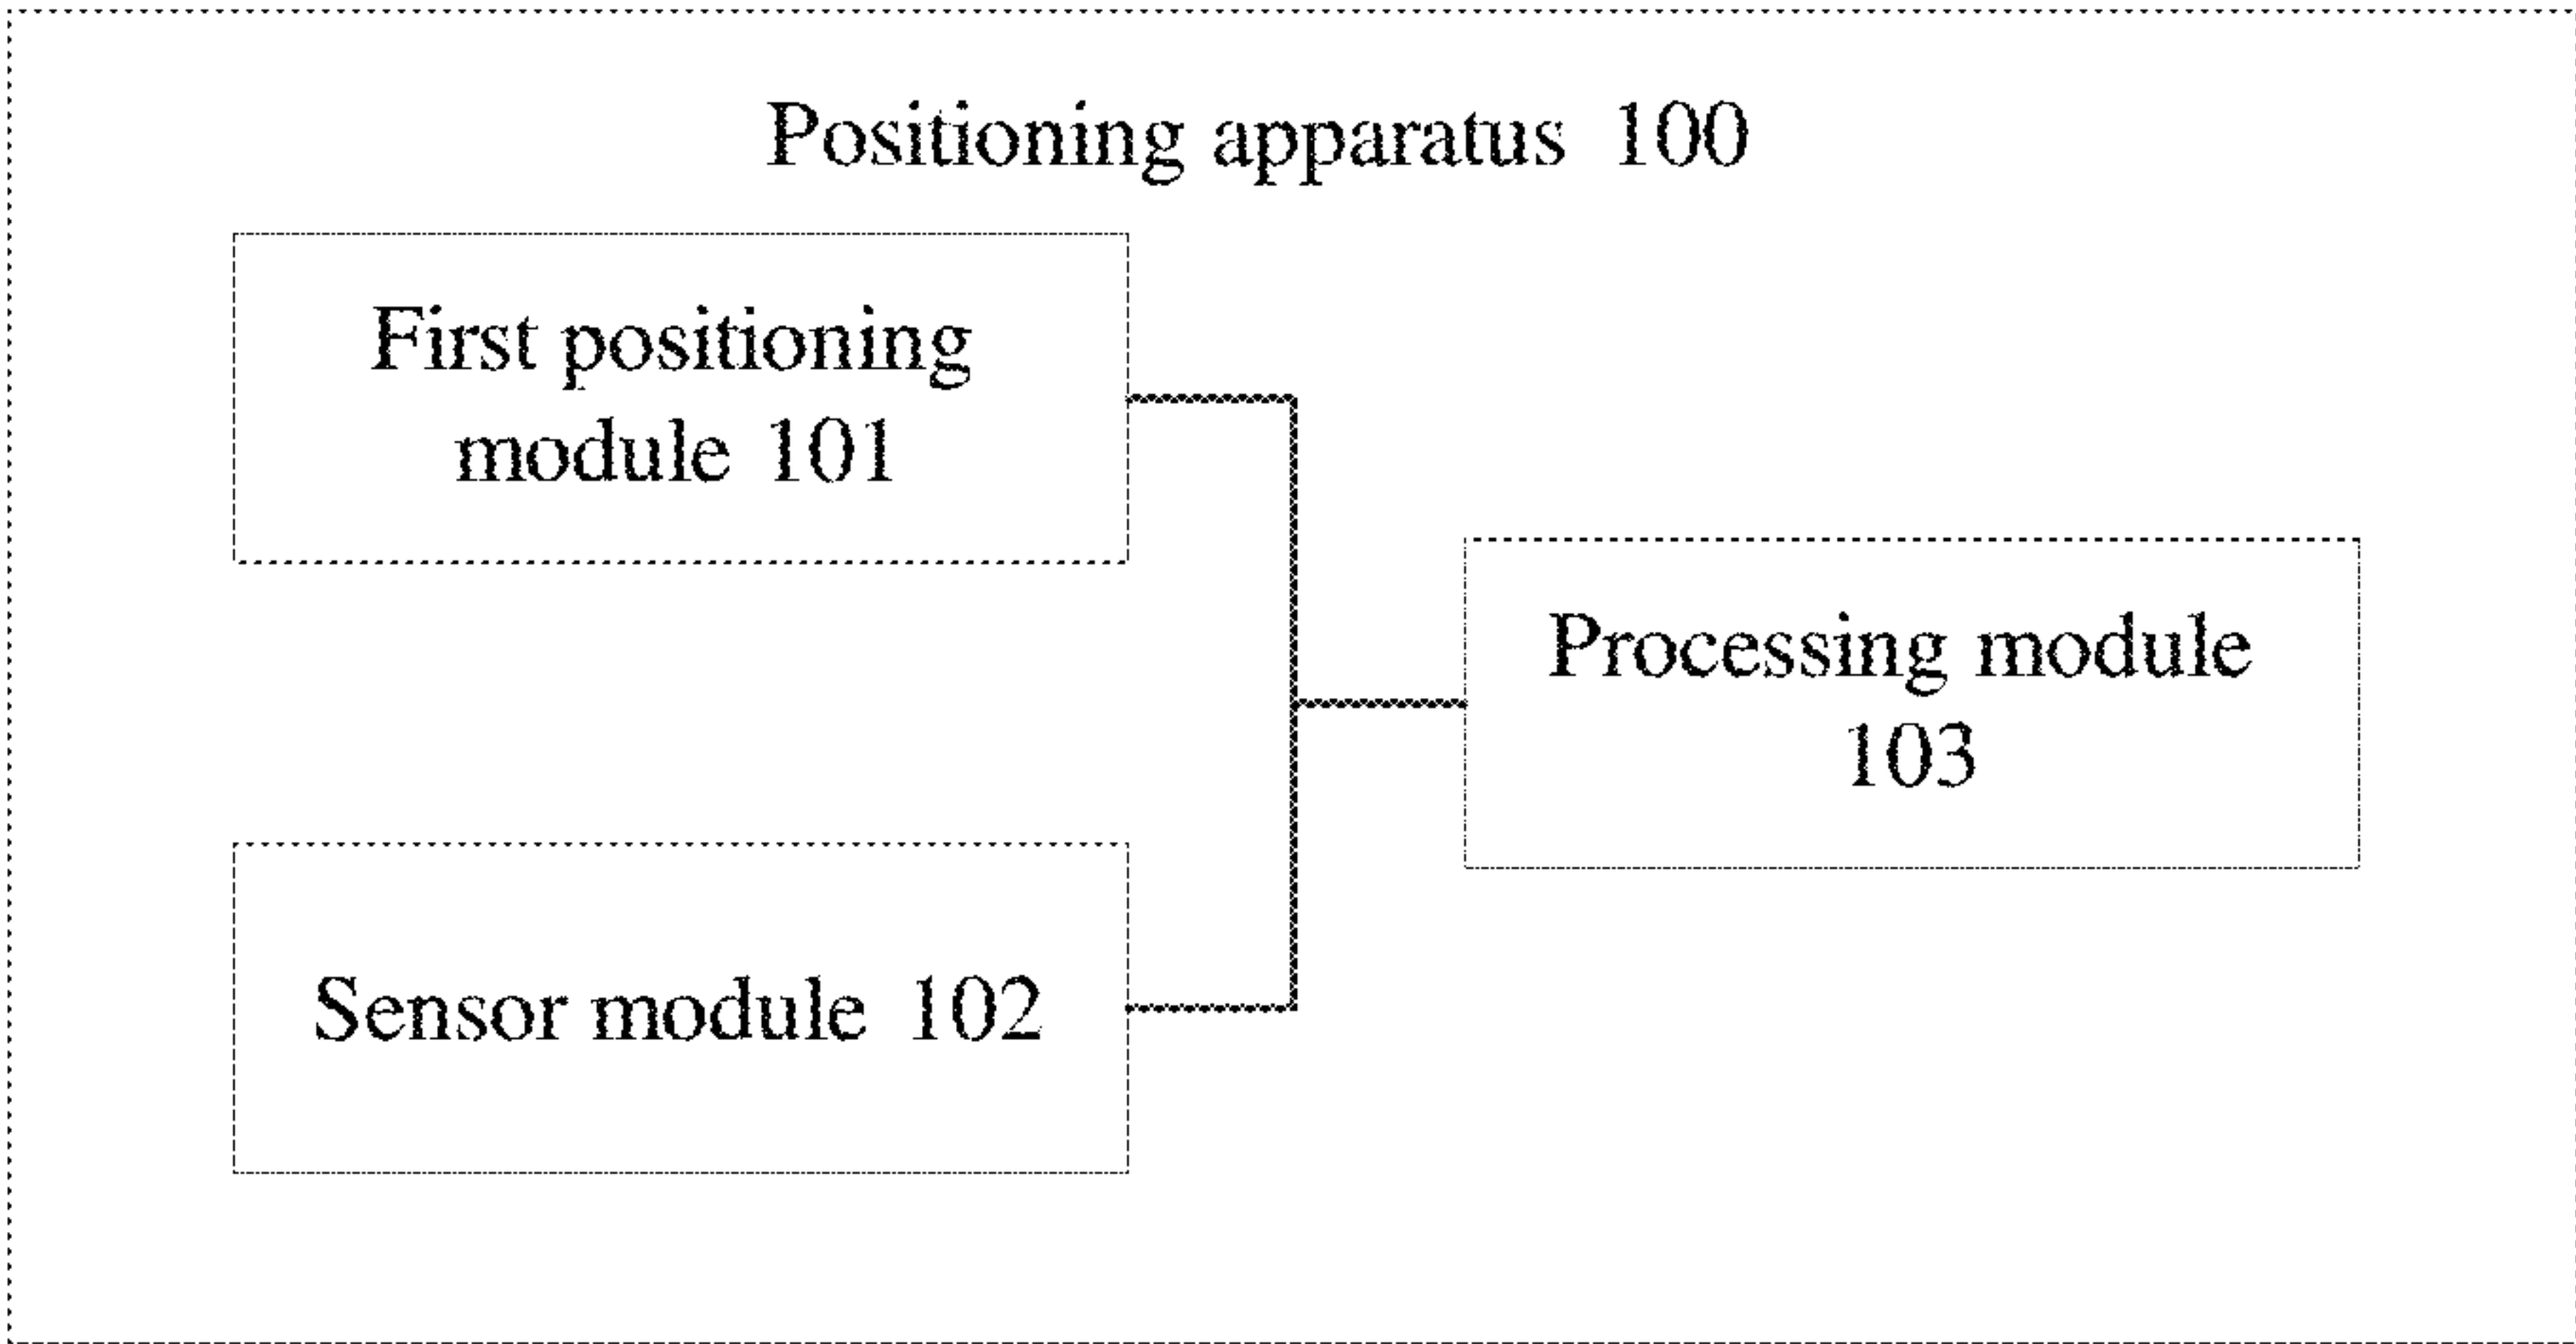 Positioning apparatus 100
First positioning
module 101
Processing module
103
Sensor module 102